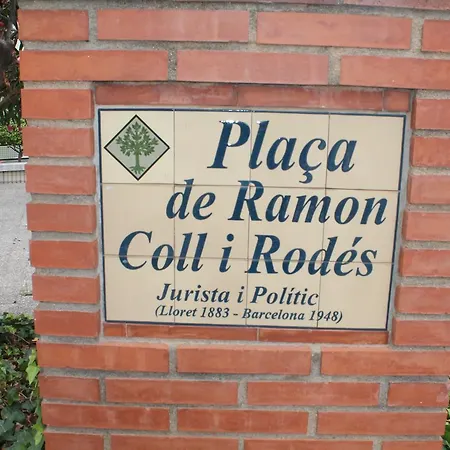 Plaça
de Ramon
Coll i Rodés
Jurista i Polític
(Lloret 1883 - Barcelona 1948)